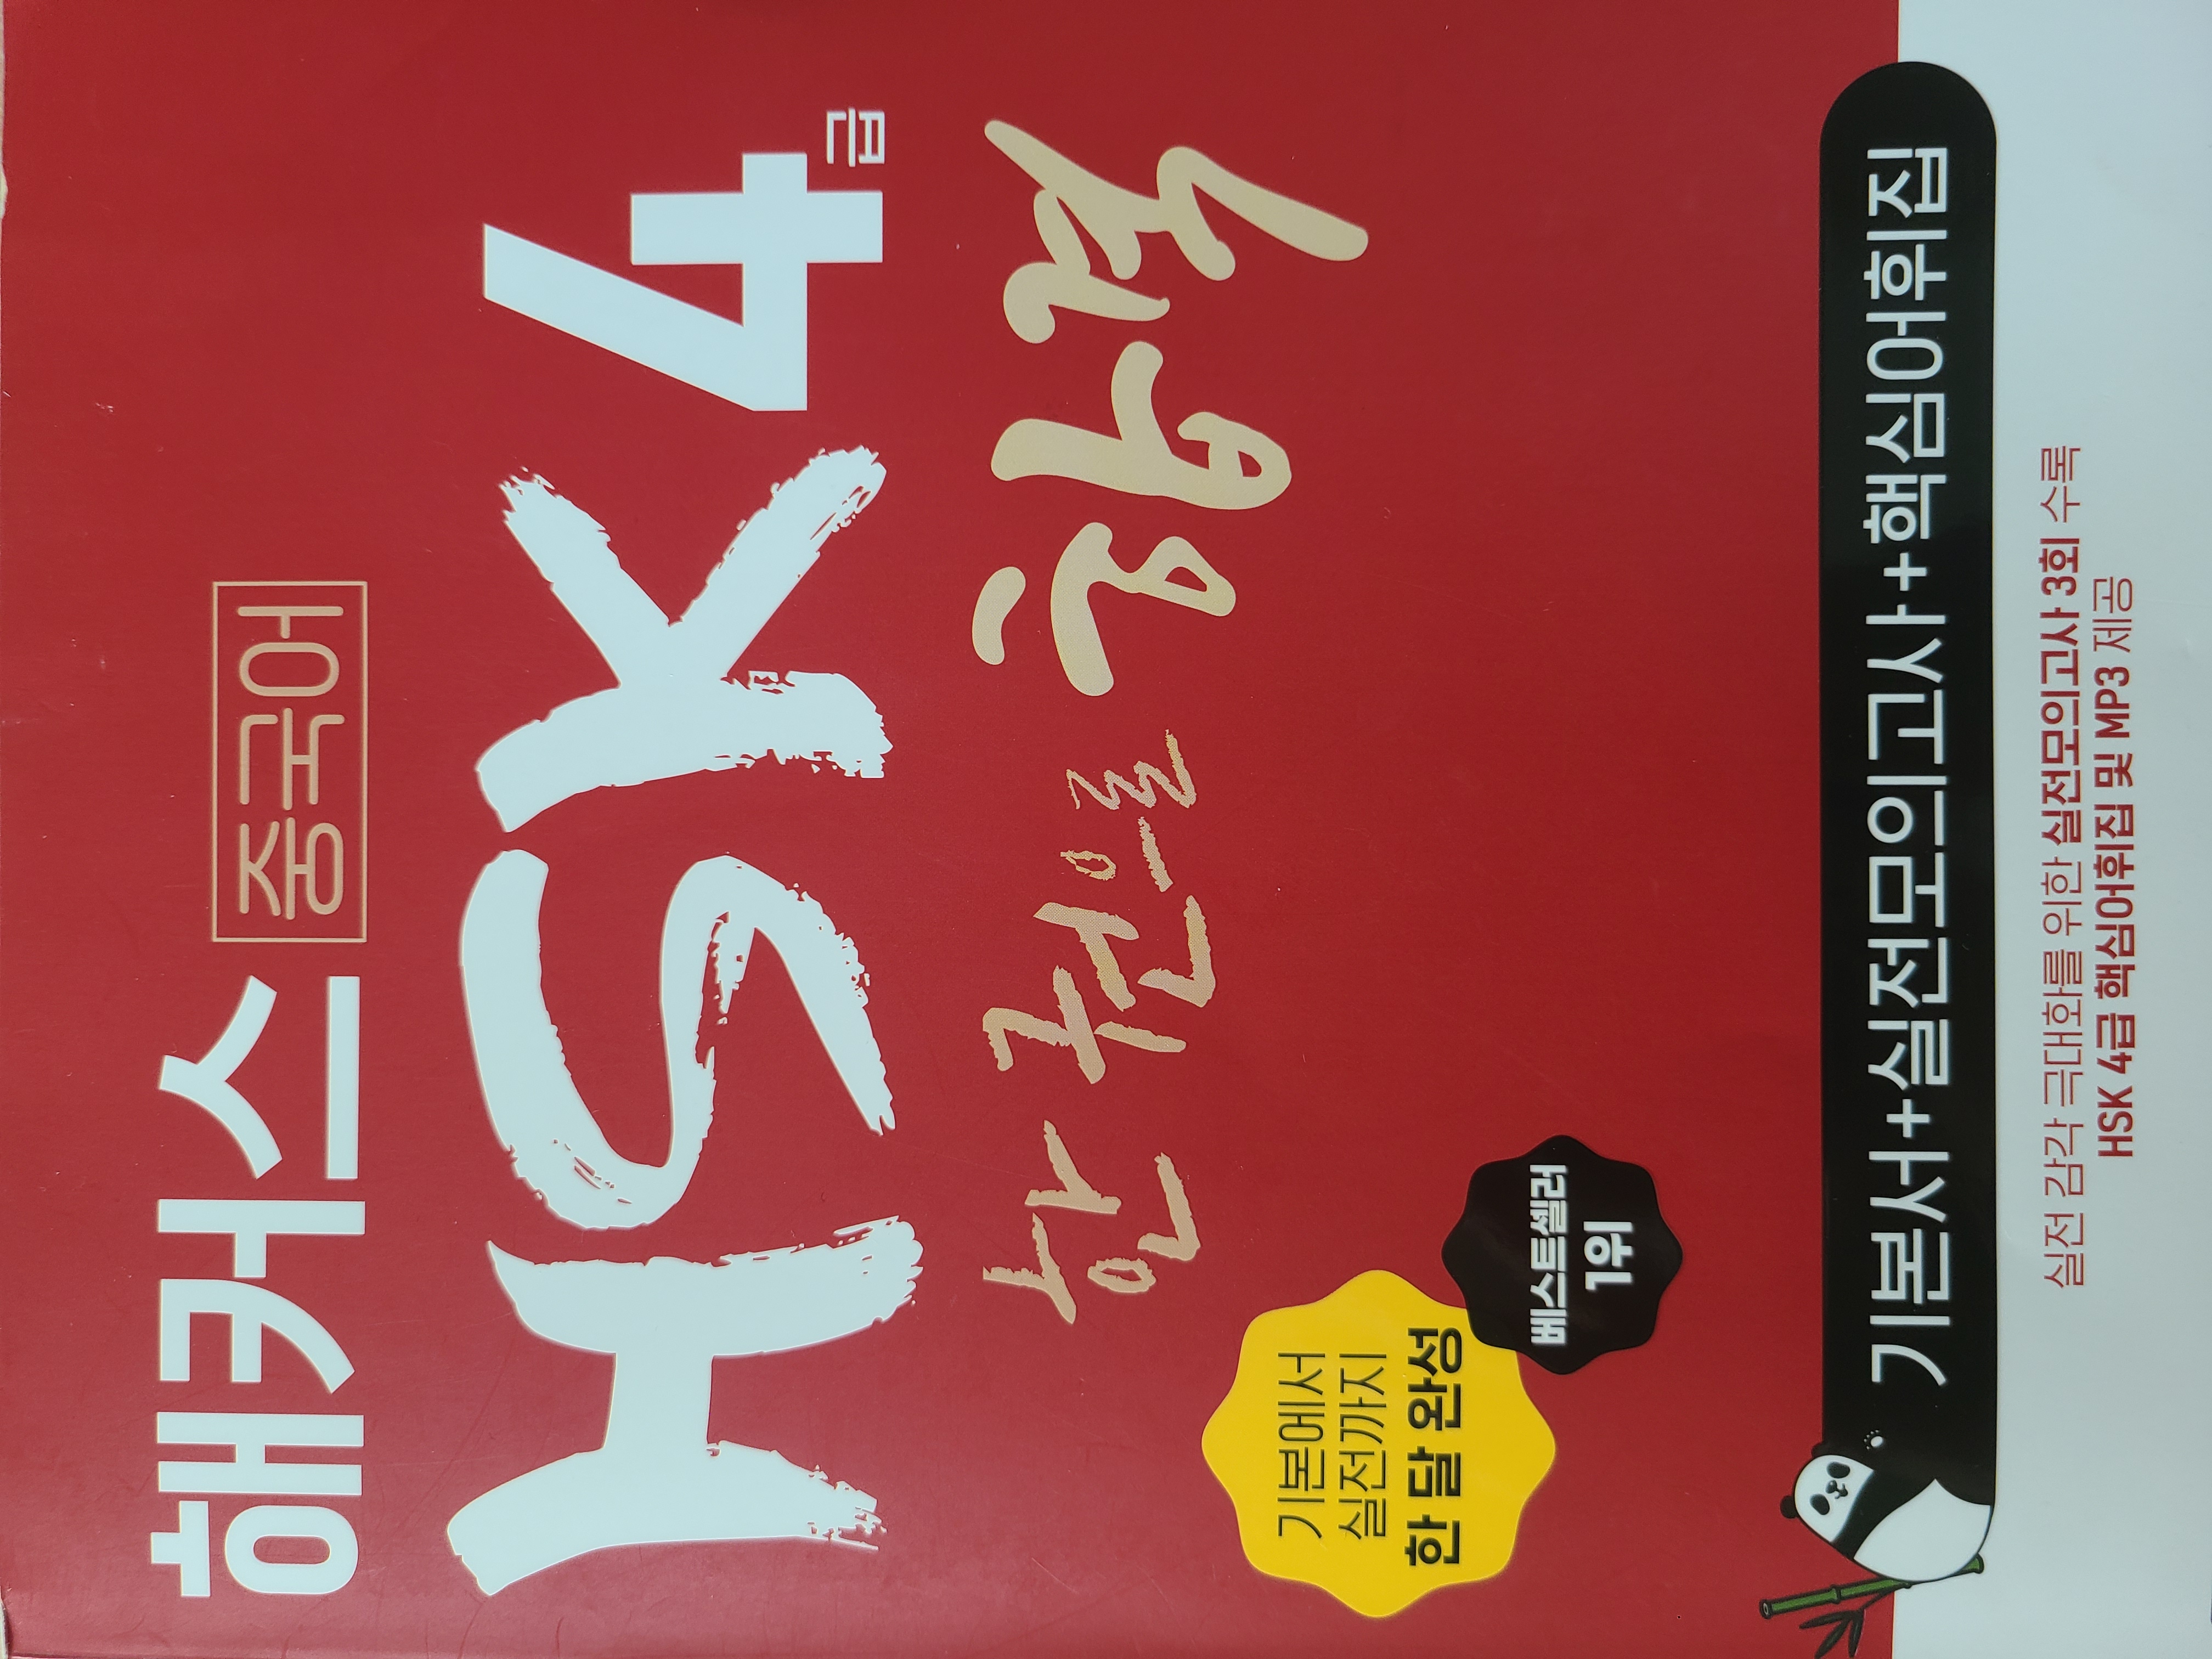 해커스 중국어
HSK 4급
한 권으로 합격
기본에서
실전까지
한 달 완성
베스트셀러
1위
기본서+실전모의고사+핵심어휘집
실전 감각 극대화를 위한 실전모의고사 3회 수록
HSK 4급 핵심어휘집 및 MP3 제공